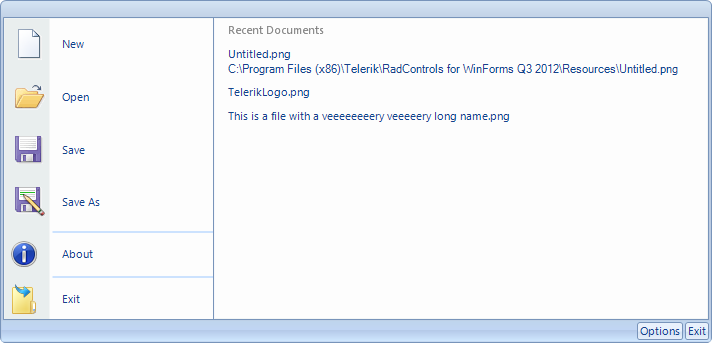 New
Open
Save
Save As
About
Exit
Recent Documents
Untitled.png
C:\Program Files (x86)\Telerik\RadControls for WinForms Q3 2012\Resources\Untitled.png
TelerikLogo.png
This is a file with a veeeeeeeery veeeeery long name.png
Options
Exit